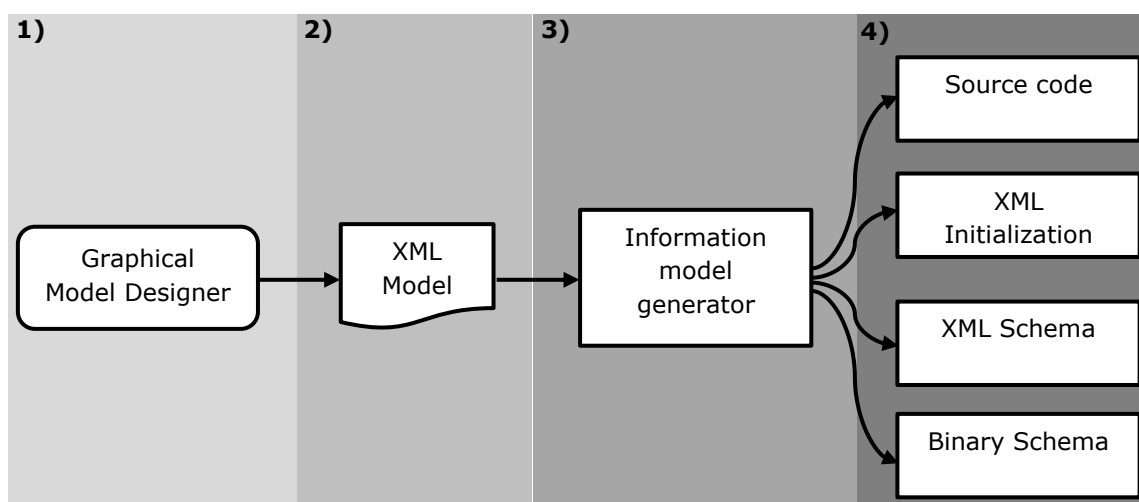 1)
2)
3)
4)
Graphical
Model Designer
XML
Model
Information
model
generator
Source code
XML
Initialization
XML Schema
Binary Schema